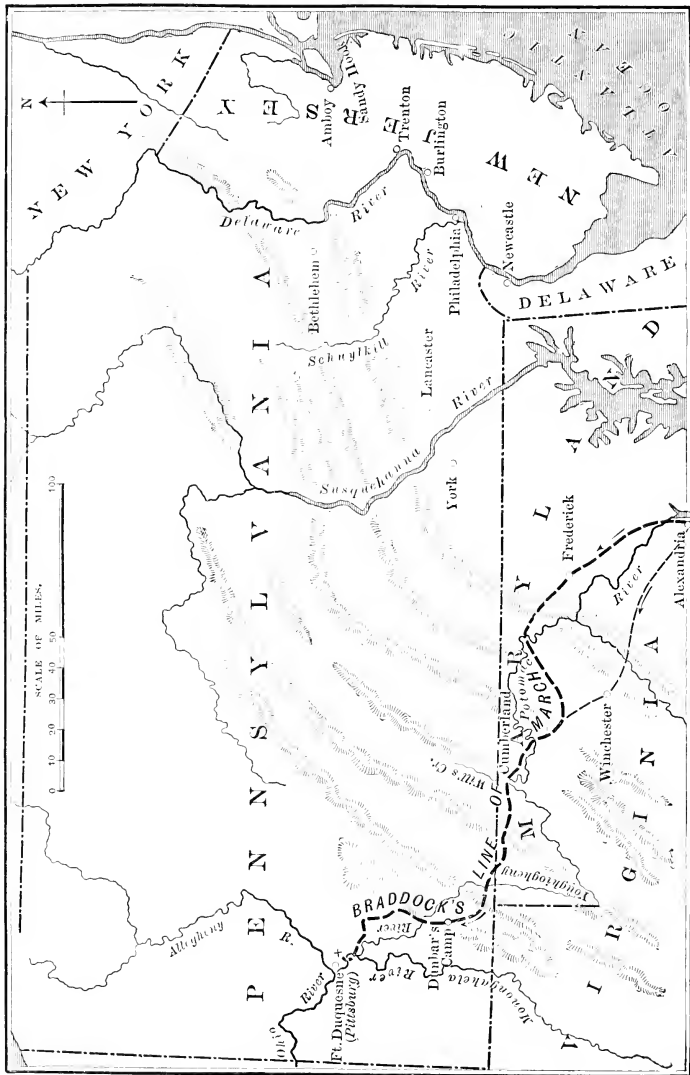 N
SCALE OF MILES.
0 10 20 30 40 50 100
NEW YORK
PENNSYLVANIA
NEW JERSEY
ATLANTIC
OCEAN
DELAWARE
MARYLAND
VIRGINIA
Amboy
Sandy Hook
Trenton
Burlington
Delaware River
Bethlehem
Schuylkill River
Philadelphia
Newcastle
Lancaster
Susquehanna River
York
Frederick
Alexandria
Winchester
Potomac River
Cumberland
Will's Cr.
BRADDOCK'S LINE OF MARCH
Youghiogheny
River
Dunbar's
Camp
Monongahela River
Ft. Duquesne
(Pittsburg)
Ohio River
Allegheny R.